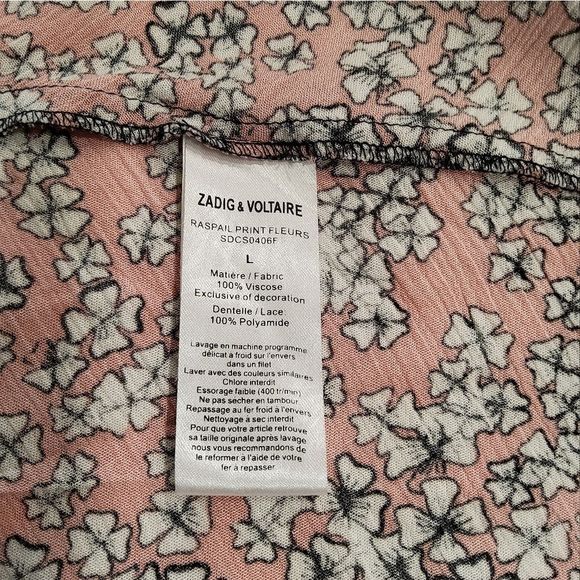 ZADIG & VOLTAIRE
RASPAIL PRINT FLEURS
SDCS0406F
L
Matière / Fabric
100% Viscose
Exclusive of decoration
Dentelle / Lace
100% Polyamide
Lavage en machine programme
délicat à froid sur l'envers
dans un filet
Laver avec des couleurs similaires
Chlore interdit
Essorage faible (400 tr/min)
Ne pas secher en tambour
Repassage au fer froid à l'envers
Nettoyage à sec interdit
Pour que votre article retrouve
sa taille originale après lavage
nous vous recommandons de
le reformer à l'aide de votre
fer à repasser